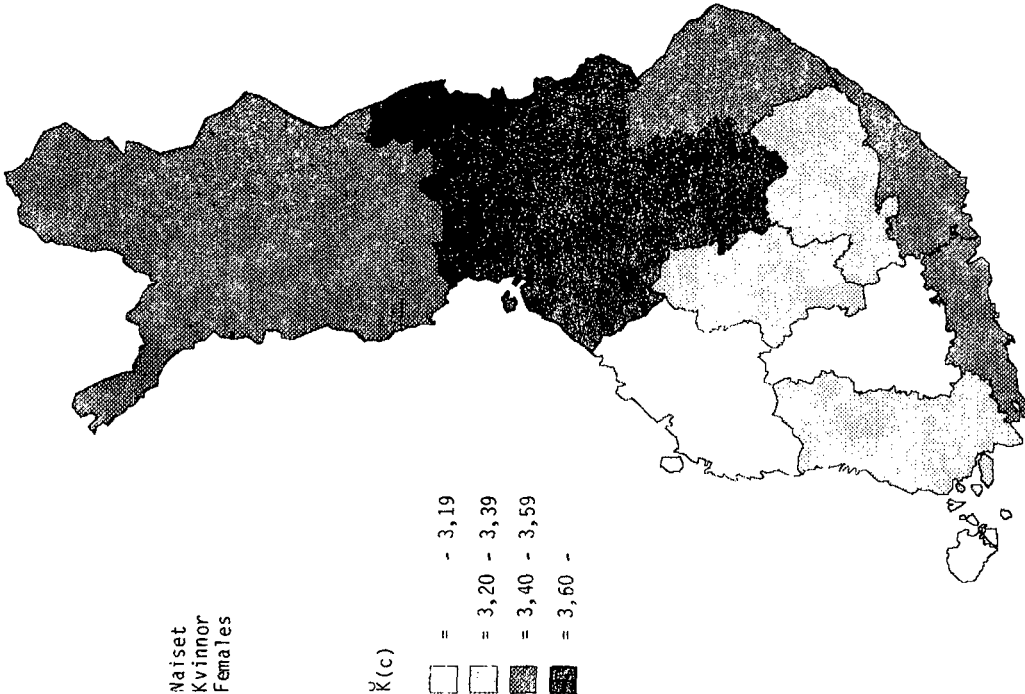 Naiset
Kvinnor
Females
K̆(c)
= - 3,19
= 3,20 - 3,39
= 3,40 - 3,59
= 3,60 -